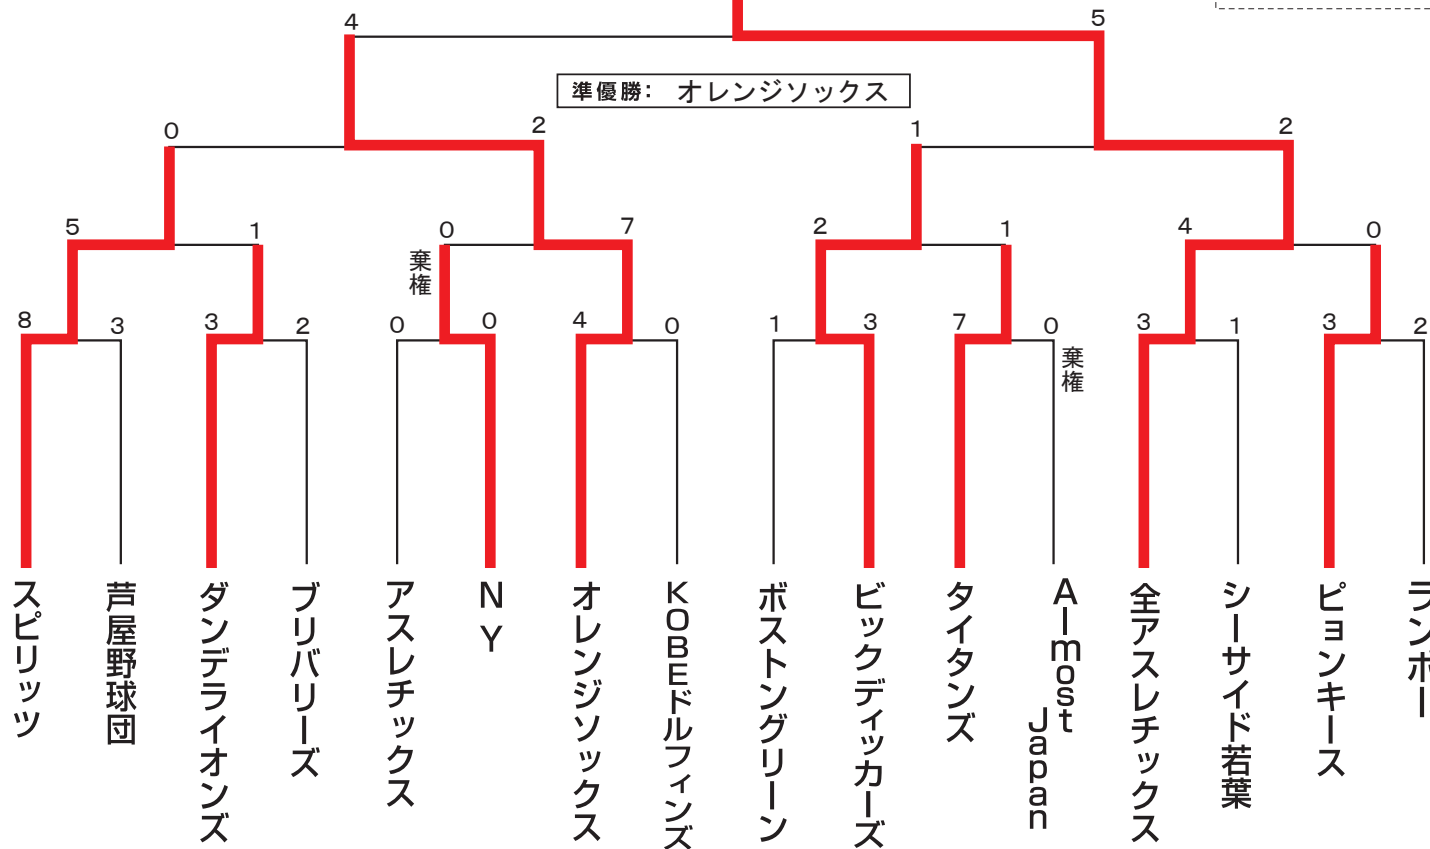 4
5
準優勝： オレンジソックス
0
2
1
2
5
1
0
7
2
1
4
0
棄権
8
3
3
2
0
0
4
0
1
3
7
0
3
1
3
2
棄権
スピリッツ
芦屋野球団
ダンデライオンズ
ブリバリーズ
アスレチックス
NY
オレンジソックス
KOBEドルフィンズ
ボストングリーン
ビックディッカーズ
タイタンズ
Almost
Japan
全アスレチックス
シーサイド若葉
ピョンキース
ランボー